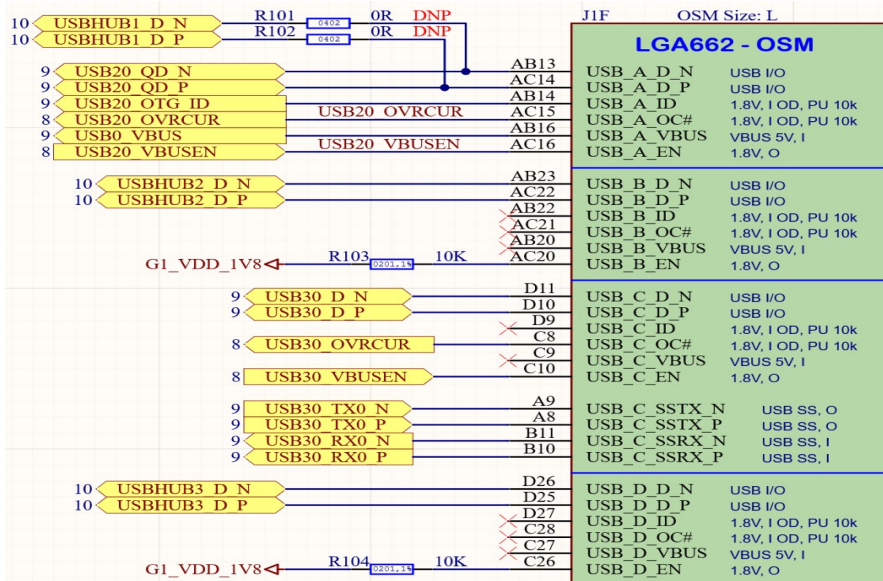 10 USBHUB1_D_N R101 0402 0R DNP J1F OSM Size: L
10 USBHUB1_D_P R102 0402 0R DNP
LGA662 - OSM
9 USB20_QD_N AB13 USB_A_D_N USB I/O
9 USB20_QD_P AC14 USB_A_D_P USB I/O
9 USB20_OTG_ID AB14 USB_A_ID 1.8V, I OD, PU 10k
8 USB20_OVRCUR USB20_OVRCUR AC15 USB_A_OC# 1.8V, I OD, PU 10k
9 USB0_VBUS AB16 USB_A_VBUS VBUS 5V, I
8 USB20_VBUSEN USB20_VBUSEN AC16 USB_A_EN 1.8V, O
10 USBHUB2_D_N AB23 USB_B_D_N USB I/O
10 USBHUB2_D_P AC22 USB_B_D_P USB I/O
AB22 USB_B_ID 1.8V, I OD, PU 10k
AC21 USB_B_OC# 1.8V, I OD, PU 10k
AB20 USB_B_VBUS VBUS 5V, I
G1_VDD_1V8 R103 0201,1% 10K AC20 USB_B_EN 1.8V, O
9 USB30_D_N D11 USB_C_D_N USB I/O
9 USB30_D_P D10 USB_C_D_P USB I/O
D9 USB_C_ID 1.8V, I OD, PU 10k
8 USB30_OVRCUR C8 USB_C_OC# 1.8V, I OD, PU 10k
C9 USB_C_VBUS VBUS 5V, I
8 USB30_VBUSEN C10 USB_C_EN 1.8V, O
9 USB30_TX0_N A9 USB_C_SSTX_N USB SS, O
9 USB30_TX0_P A8 USB_C_SSTX_P USB SS, O
9 USB30_RX0_N B11 USB_C_SSRX_N USB SS, I
9 USB30_RX0_P B10 USB_C_SSRX_P USB SS, I
10 USBHUB3_D_N D26 USB_D_D_N USB I/O
10 USBHUB3_D_P D25 USB_D_D_P USB I/O
D27 USB_D_ID 1.8V, I OD, PU 10k
C28 USB_D_OC# 1.8V, I OD, PU 10k
C27 USB_D_VBUS VBUS 5V, I
G1_VDD_1V8 R104 0201,1% 10K C26 USB_D_EN 1.8V, O